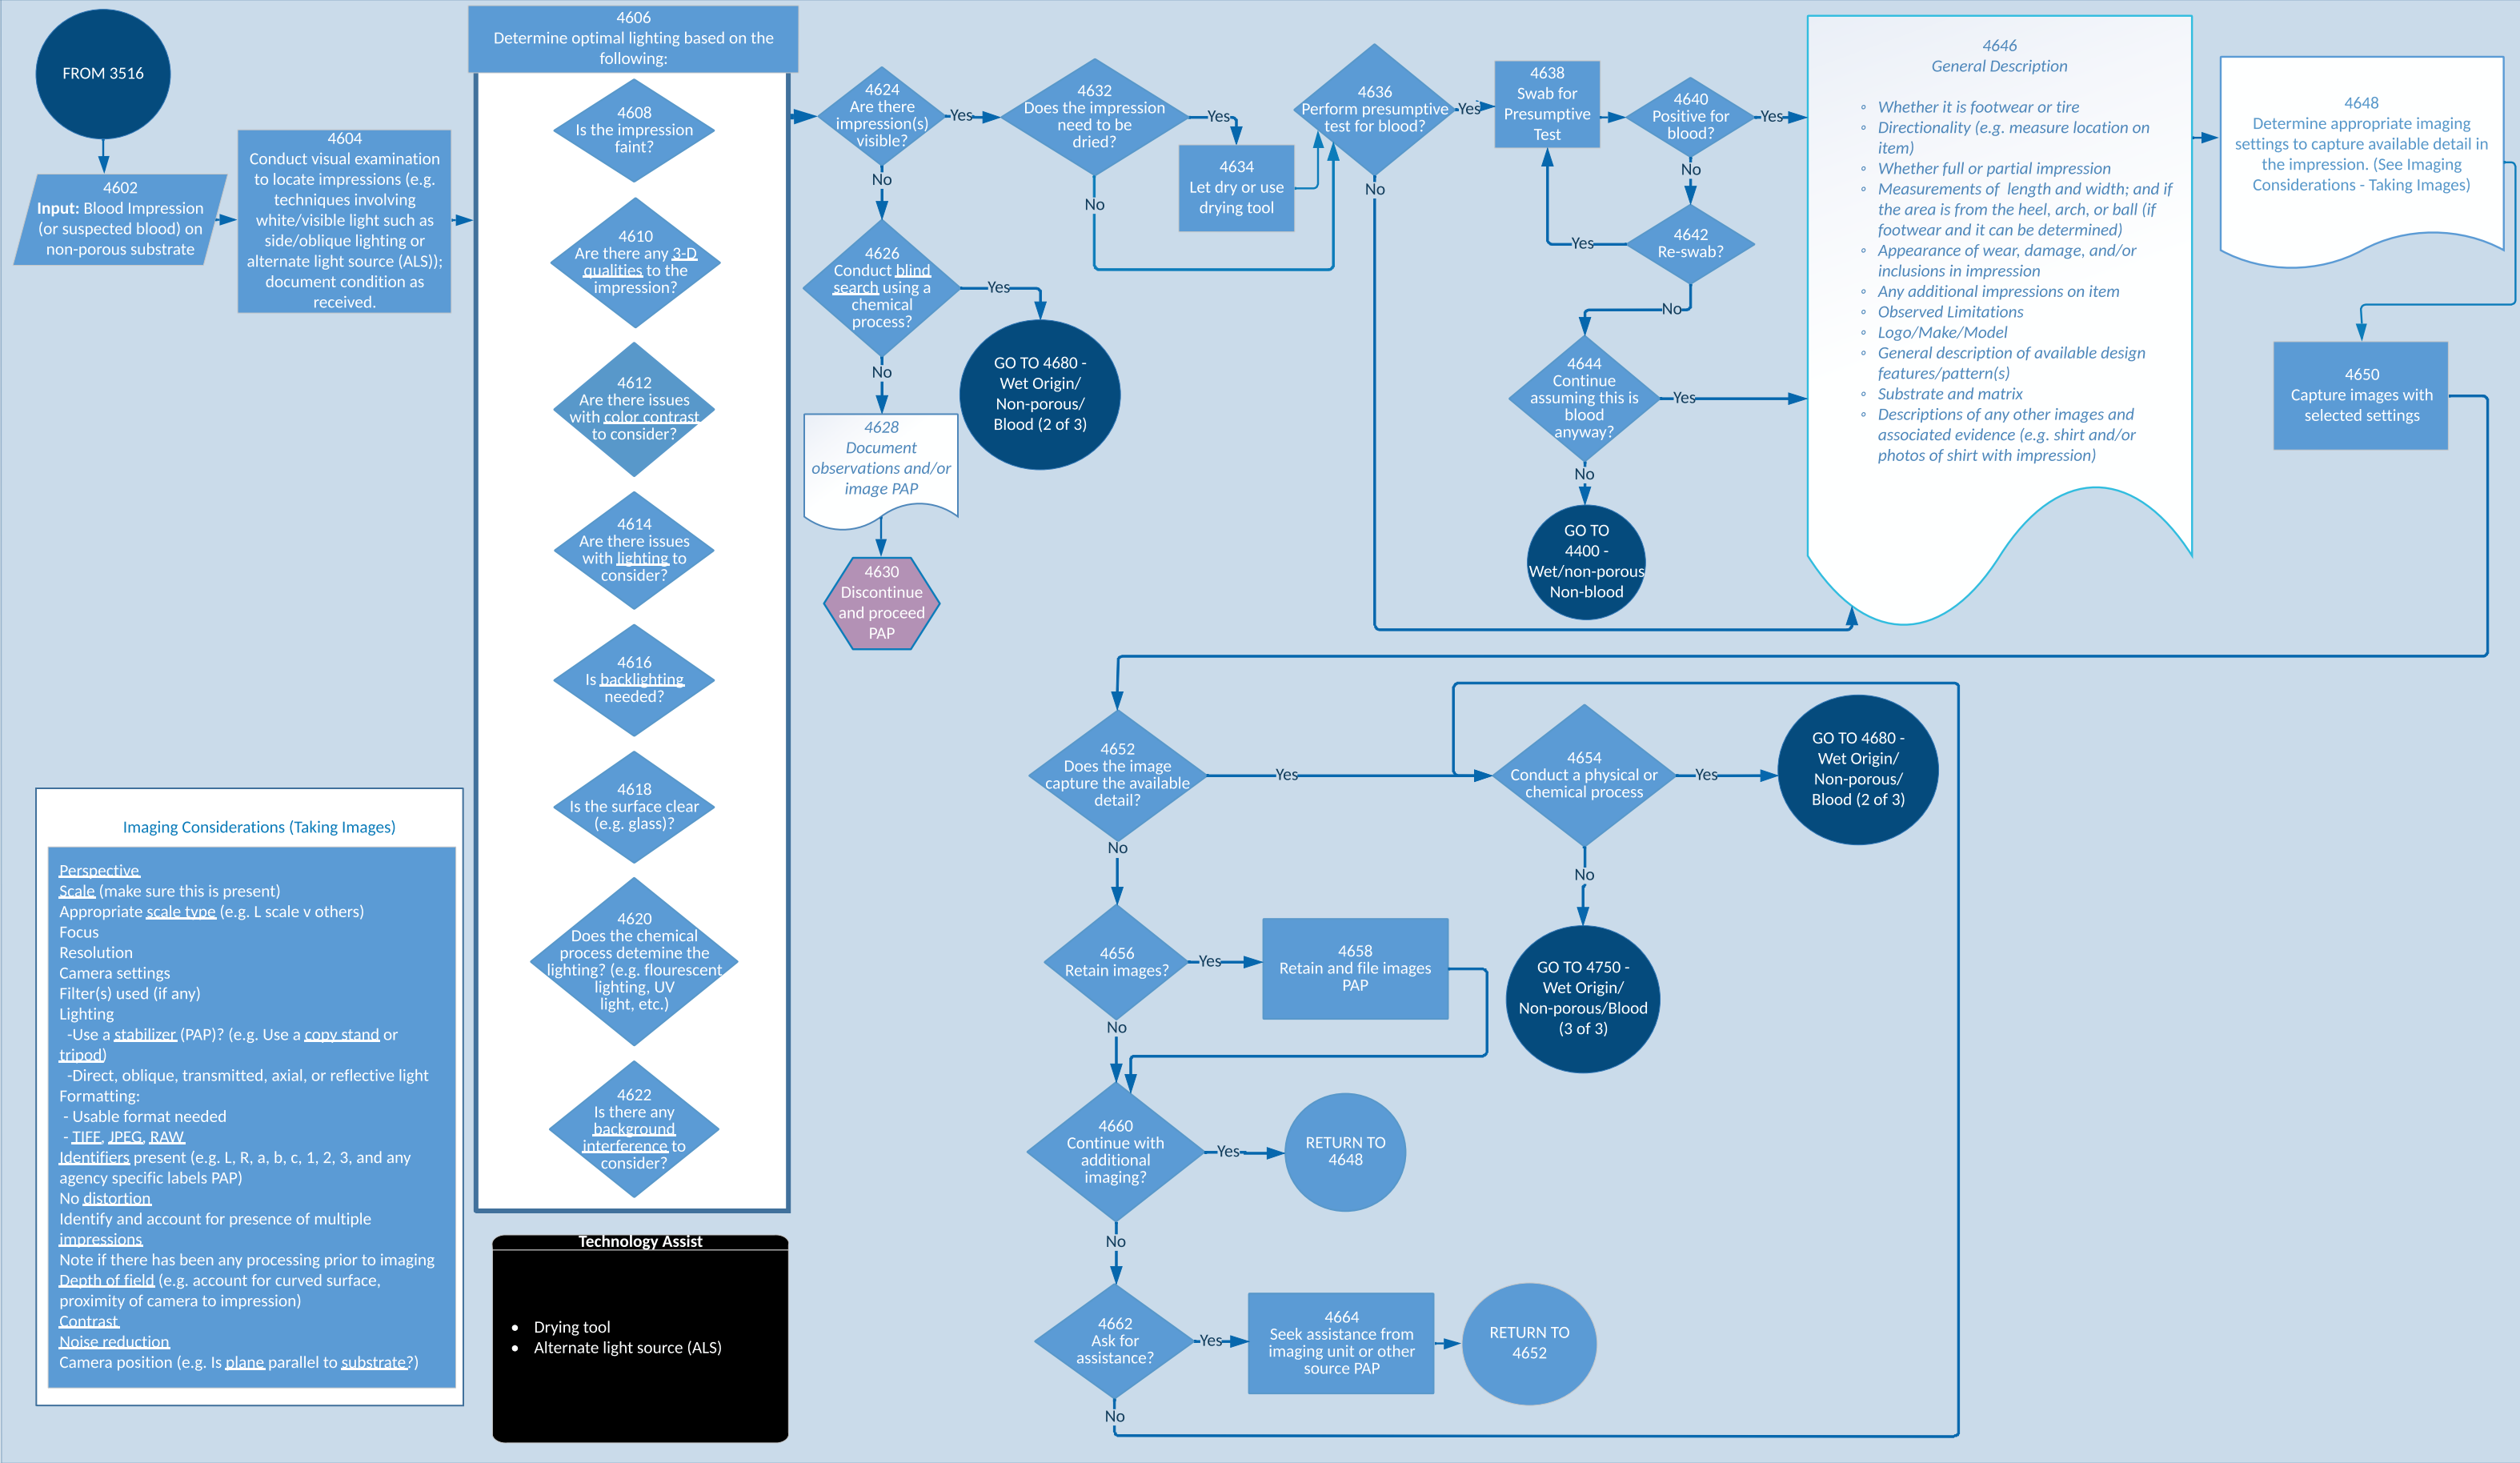 FROM 3516
4602
Input: Blood Impression
(or suspected blood) on
non-porous substrate
4604
Conduct visual examination
to locate impressions (e.g.
techniques involving
white/visible light such as
side/oblique lighting or
alternate light source (ALS));
document condition as
received.
4606
Determine optimal lighting based on the
following:
4608
Is the impression
faint?
4610
Are there any 3-D
qualities to the
impression?
4612
Are there issues
with color contrast
to consider?
4614
Are there issues
with lighting to
consider?
4616
Is backlighting
needed?
4618
Is the surface clear
(e.g. glass)?
4620
Does the chemical
process detemine the
lighting? (e.g. flourescent
lighting, UV
light, etc.)
4622
Is there any
background
interference to
consider?
4624
Are there
impression(s)
visible?
Yes
No
4626
Conduct blind
search using a
chemical
process?
Yes
GO TO 4680 -
Wet Origin/
Non-porous/
Blood (2 of 3)
No
4628
Document
observations and/or
image PAP
4630
Discontinue
and proceed
PAP
4632
Does the impression
need to be
dried?
Yes
No
4634
Let dry or use
drying tool
4636
Perform presumptive
test for blood?
Yes
No
4638
Swab for
Presumptive
Test
4640
Positive for
blood?
Yes
No
4642
Re-swab?
Yes
No
4644
Continue
assuming this is
blood
anyway?
Yes
No
GO TO
4400 -
Wet/non-porous
Non-blood
4646
General Description
◦ Whether it is footwear or tire
◦ Directionality (e.g. measure location on
item)
◦ Whether full or partial impression
◦ Measurements of length and width; and if
the area is from the heel, arch, or ball (if
footwear and it can be determined)
◦ Appearance of wear, damage, and/or
inclusions in impression
◦ Any additional impressions on item
◦ Observed Limitations
◦ Logo/Make/Model
◦ General description of available design
features/pattern(s)
◦ Substrate and matrix
◦ Descriptions of any other images and
associated evidence (e.g. shirt and/or
photos of shirt with impression)
4648
Determine appropriate imaging
settings to capture available detail in
the impression. (See Imaging
Considerations - Taking Images)
4650
Capture images with
selected settings
4652
Does the image
capture the available
detail?
Yes
No
4654
Conduct a physical or
chemical process
Yes
GO TO 4680 -
Wet Origin/
Non-porous/
Blood (2 of 3)
No
GO TO 4750 -
Wet Origin/
Non-porous/Blood
(3 of 3)
4656
Retain images?
Yes
No
4658
Retain and file images
PAP
4660
Continue with
additional
imaging?
Yes
RETURN TO
4648
No
4662
Ask for
assistance?
Yes
No
4664
Seek assistance from
imaging unit or other
source PAP
RETURN TO
4652
Imaging Considerations (Taking Images)
Perspective
Scale (make sure this is present)
Appropriate scale type (e.g. L scale v others)
Focus
Resolution
Camera settings
Filter(s) used (if any)
Lighting
-Use a stabilizer (PAP)? (e.g. Use a copy stand or
tripod)
-Direct, oblique, transmitted, axial, or reflective light
Formatting:
- Usable format needed
- TIFF, JPEG, RAW
Identifiers present (e.g. L, R, a, b, c, 1, 2, 3, and any
agency specific labels PAP)
No distortion
Identify and account for presence of multiple
impressions
Note if there has been any processing prior to imaging
Depth of field (e.g. account for curved surface,
proximity of camera to impression)
Contrast
Noise reduction
Camera position (e.g. Is plane parallel to substrate?)
Technology Assist
• Drying tool
• Alternate light source (ALS)